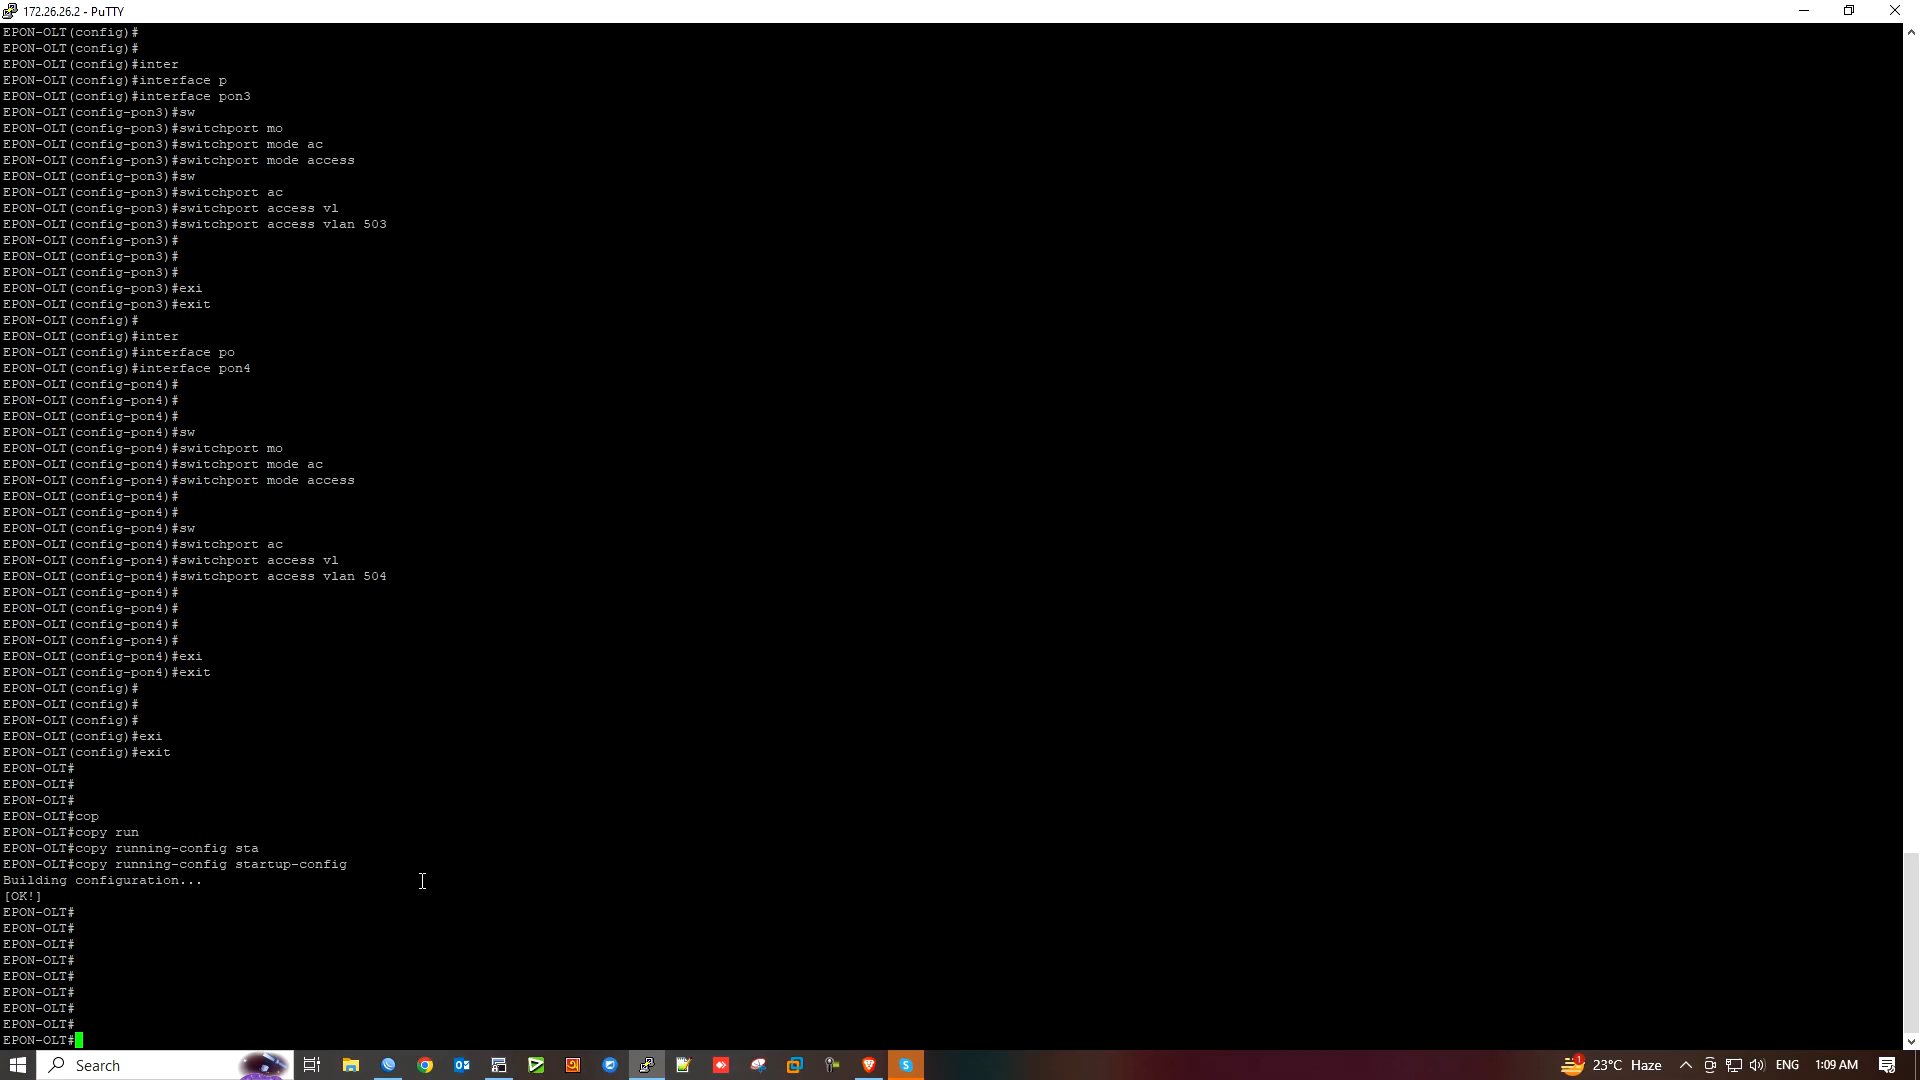 172.26.26.2 - PuTTY
EPON-OLT(config)#
EPON-OLT(config)#
EPON-OLT(config)#inter
EPON-OLT(config)#interface p
EPON-OLT(config)#interface pon3
EPON-OLT(config-pon3)#sw
EPON-OLT(config-pon3)#switchport mo
EPON-OLT(config-pon3)#switchport mode ac
EPON-OLT(config-pon3)#switchport mode access
EPON-OLT(config-pon3)#sw
EPON-OLT(config-pon3)#switchport ac
EPON-OLT(config-pon3)#switchport access vl
EPON-OLT(config-pon3)#switchport access vlan 503
EPON-OLT(config-pon3)#
EPON-OLT(config-pon3)#
EPON-OLT(config-pon3)#
EPON-OLT(config-pon3)#exi
EPON-OLT(config-pon3)#exit
EPON-OLT(config)#
EPON-OLT(config)#inter
EPON-OLT(config)#interface po
EPON-OLT(config)#interface pon4
EPON-OLT(config-pon4)#
EPON-OLT(config-pon4)#
EPON-OLT(config-pon4)#
EPON-OLT(config-pon4)#sw
EPON-OLT(config-pon4)#switchport mo
EPON-OLT(config-pon4)#switchport mode ac
EPON-OLT(config-pon4)#switchport mode access
EPON-OLT(config-pon4)#
EPON-OLT(config-pon4)#
EPON-OLT(config-pon4)#sw
EPON-OLT(config-pon4)#switchport ac
EPON-OLT(config-pon4)#switchport access vl
EPON-OLT(config-pon4)#switchport access vlan 504
EPON-OLT(config-pon4)#
EPON-OLT(config-pon4)#
EPON-OLT(config-pon4)#
EPON-OLT(config-pon4)#
EPON-OLT(config-pon4)#exi
EPON-OLT(config-pon4)#exit
EPON-OLT(config)#
EPON-OLT(config)#
EPON-OLT(config)#
EPON-OLT(config)#exi
EPON-OLT(config)#exit
EPON-OLT#
EPON-OLT#
EPON-OLT#
EPON-OLT#cop
EPON-OLT#copy run
EPON-OLT#copy running-config sta
EPON-OLT#copy running-config startup-config
Building configuration...
[OK!]
EPON-OLT#
EPON-OLT#
EPON-OLT#
EPON-OLT#
EPON-OLT#
EPON-OLT#
EPON-OLT#
EPON-OLT#
EPON-OLT#
Search
1
23°C Haze
ENG
1:09 AM